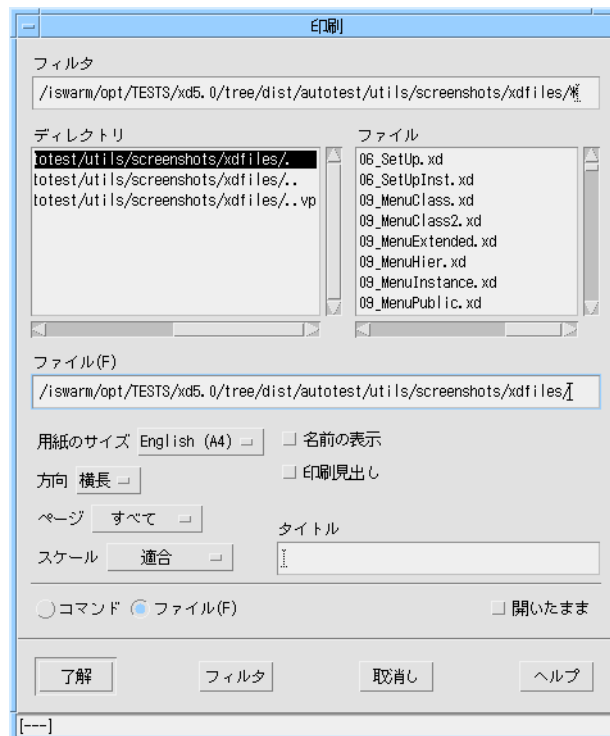 印刷
フィルタ
/iswarm/opt/TESTS/xd5.0/tree/dist/autotest/utils/screenshots/xdfiles/*
ディレクトリ
totest/utils/screenshots/xdfiles/.
totest/utils/screenshots/xdfiles/..
totest/utils/screenshots/xdfiles/..vp
ファイル
06_SetUp.xd
06_SetUpInst.xd
09_MenuClass.xd
09_MenuClass2.xd
09_MenuExtended.xd
09_MenuHier.xd
09_MenuInstance.xd
09_MenuPublic.xd
ファイル(F)
/iswarm/opt/TESTS/xd5.0/tree/dist/autotest/utils/screenshots/xdfiles/
用紙のサイズ English (A4)
名前の表示
方向 横長
印刷見出し
ページ すべて
タイトル
スケール 適合
コマンド ファイル(F) 開いたまま
了解 フィルタ 取消し ヘルプ
[---]